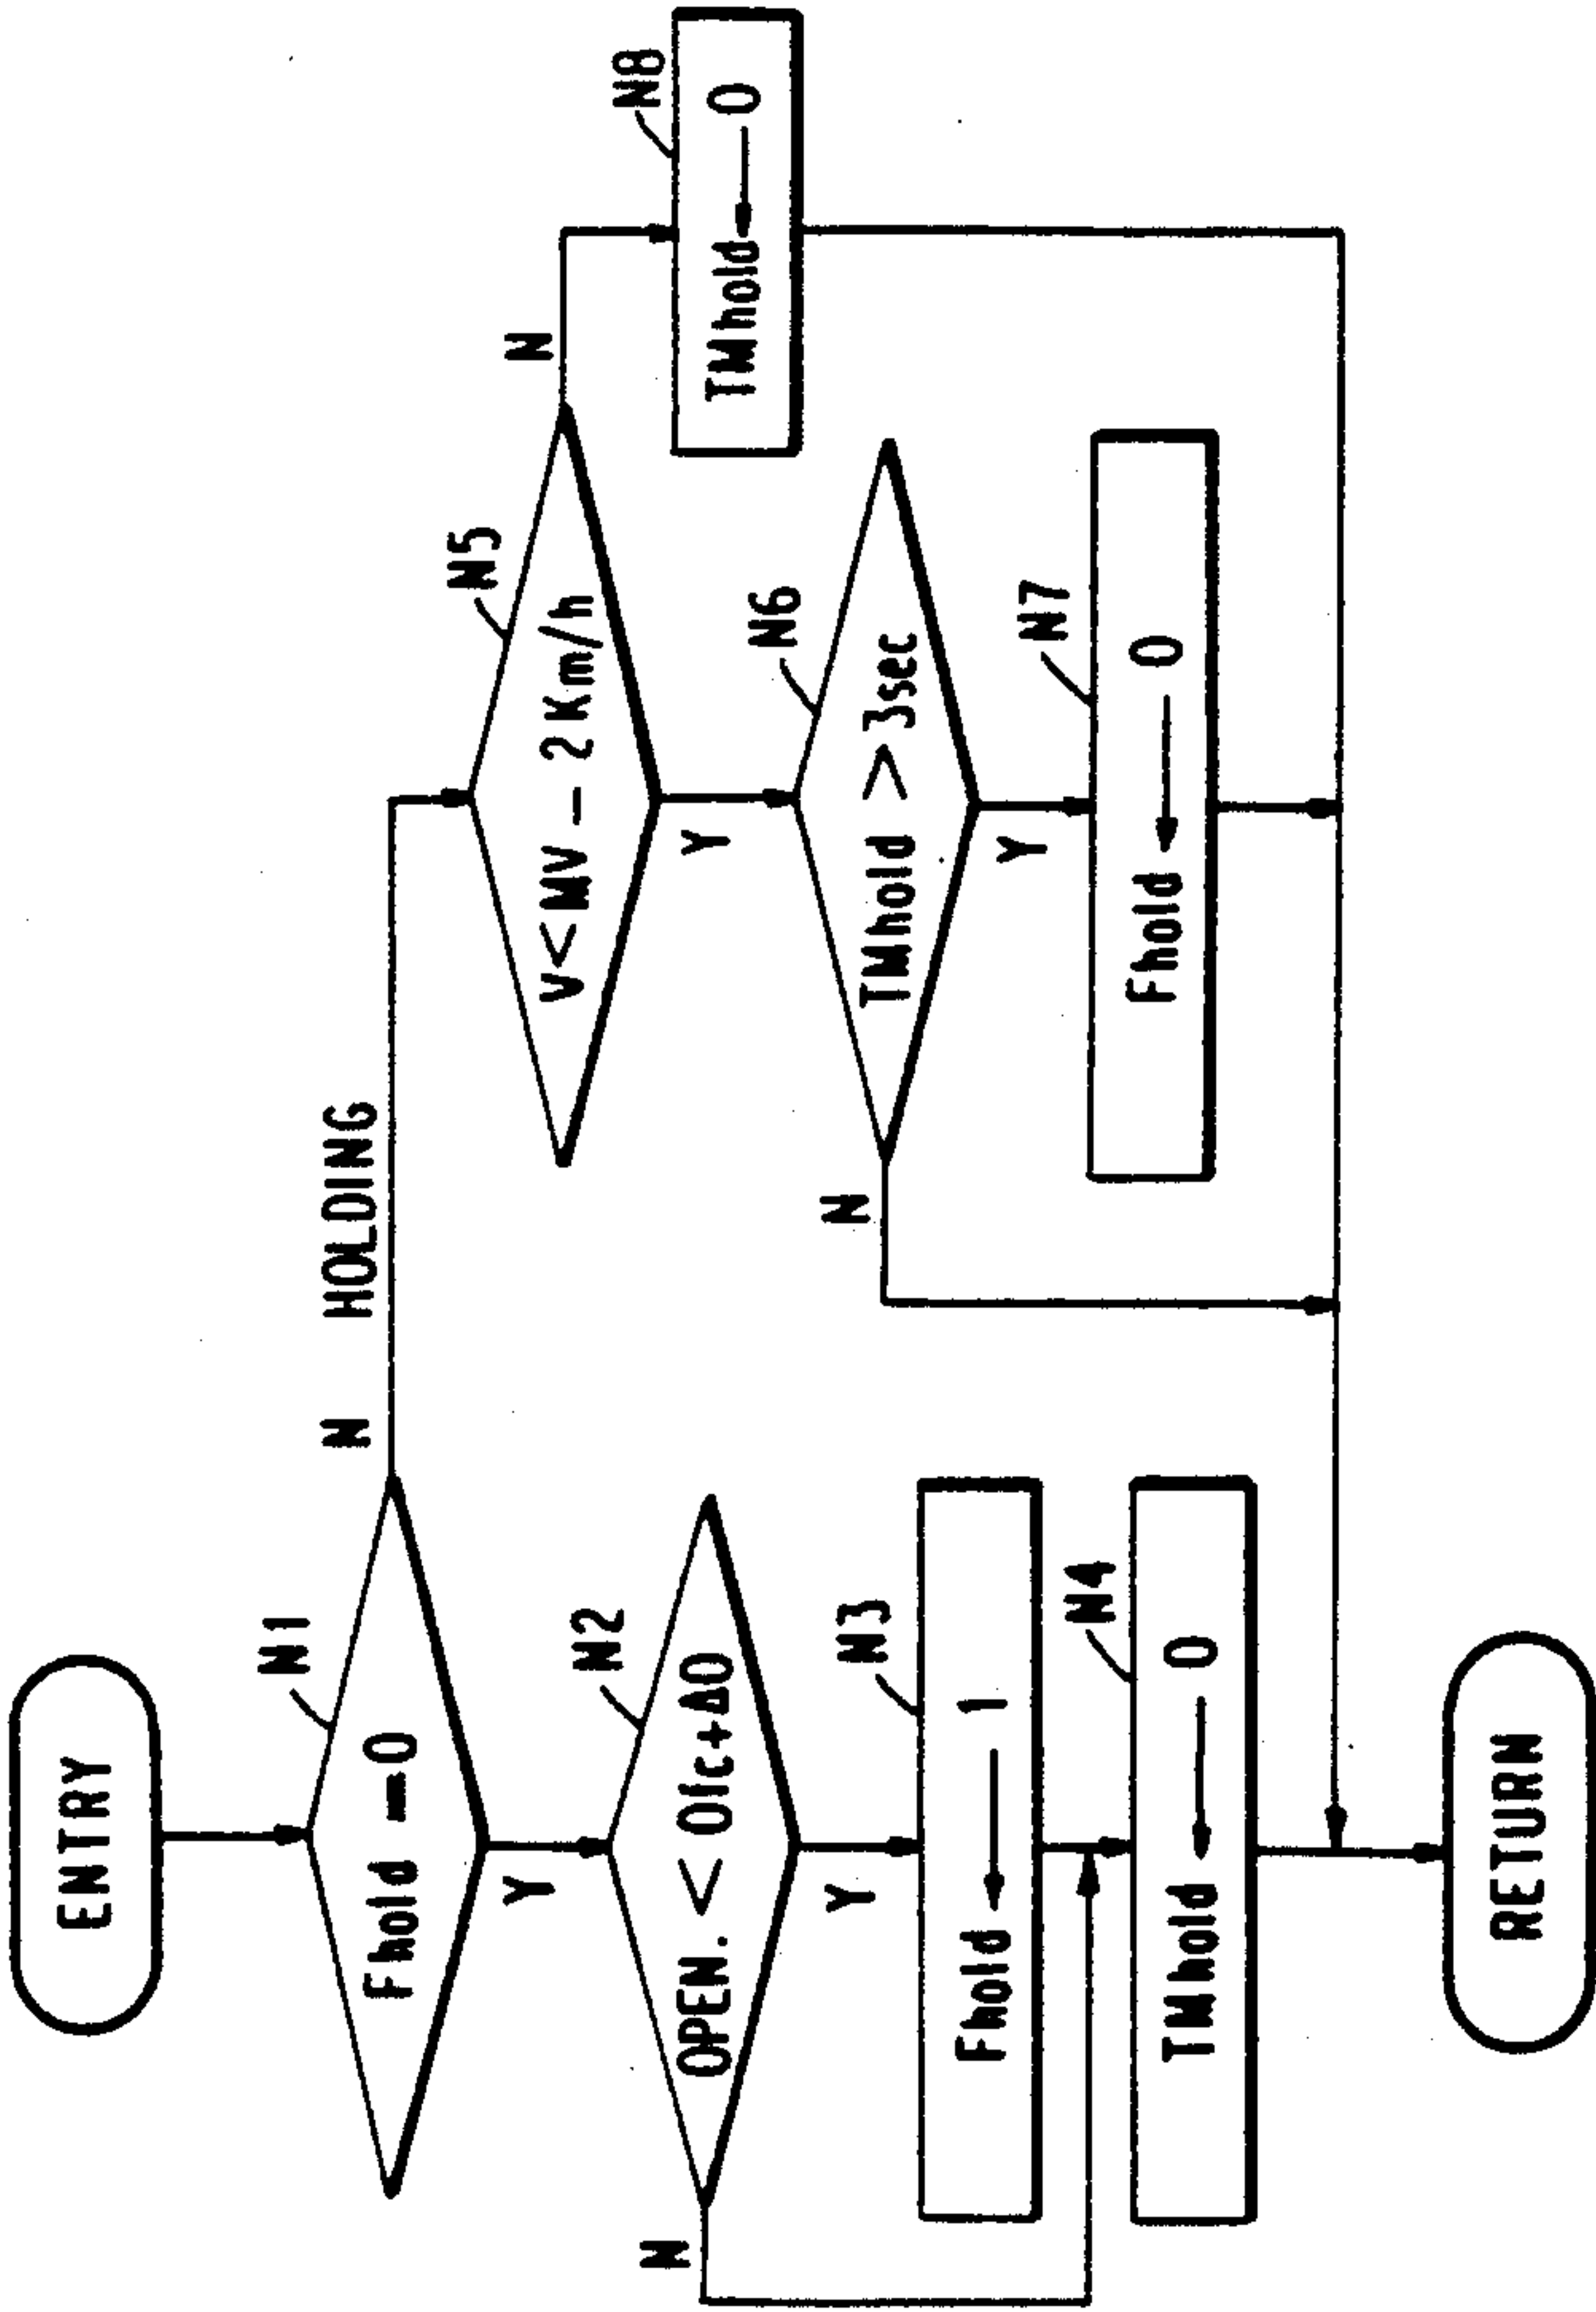 ENTRY
N1
Fhold = 0
N
HOLDING
Y
N2
OPEN. < Olc+ΔO
N
Y
N3
Fhold ← 1
N4
TMhold ← 0
RETURN
N5
V < MV - 2Km/h
N
Y
N8
TMhold ← 0
N6
TMhold > 3sec
N
Y
N7
Fhold ← 0